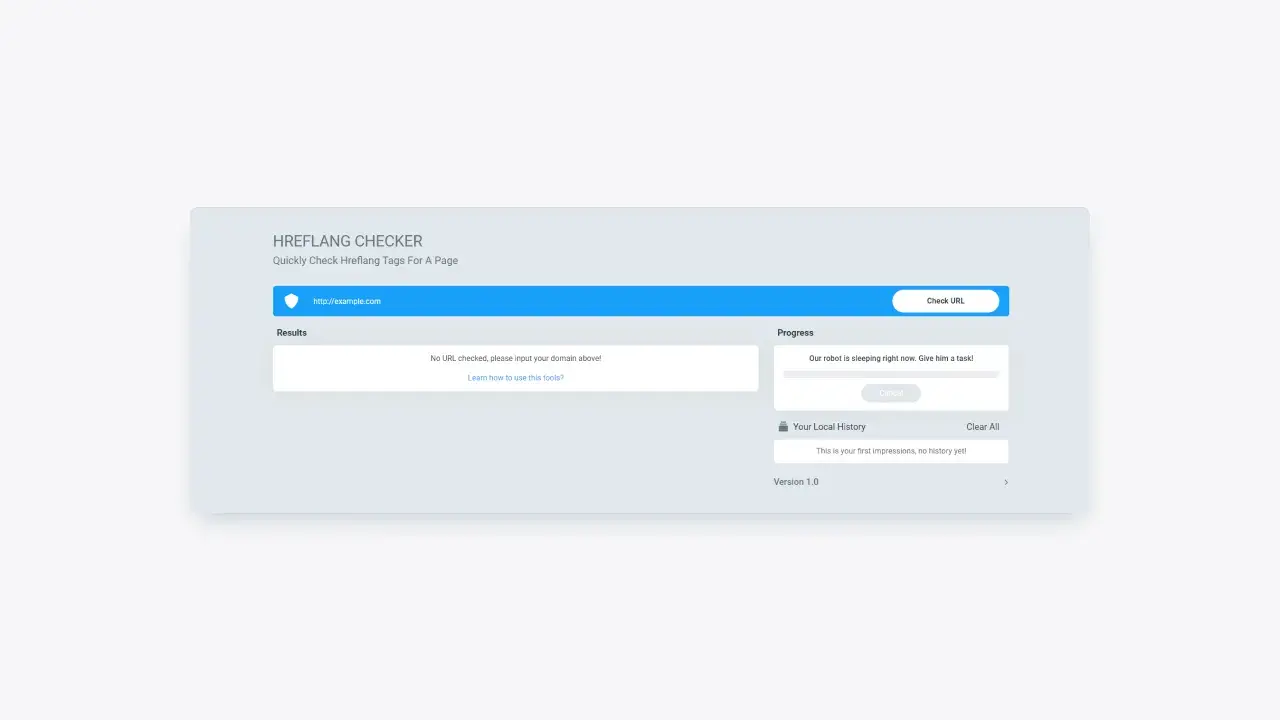 HREFLANG CHECKER
Quickly Check Hreflang Tags For A Page
http://example.com
Check URL
Results
No URL checked, please input your domain above!
Learn how to use this tools?
Progress
Our robot is sleeping right now. Give him a task!
Your Local History
Clear All
This is your first impressions, no history yet!
Version 1.0